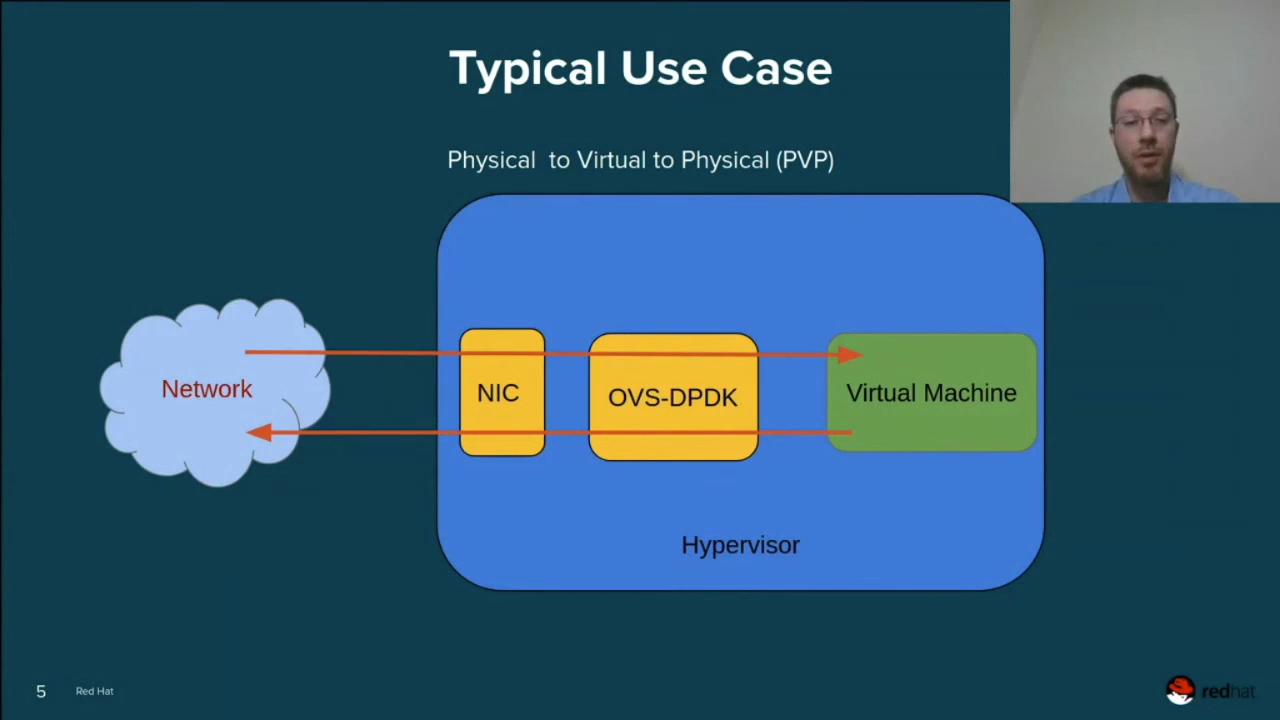 Typical Use Case
Physical to Virtual to Physical (PVP)
Network
NIC
OVS-DPDK
Virtual Machine
Hypervisor
5
Red Hat
redhat